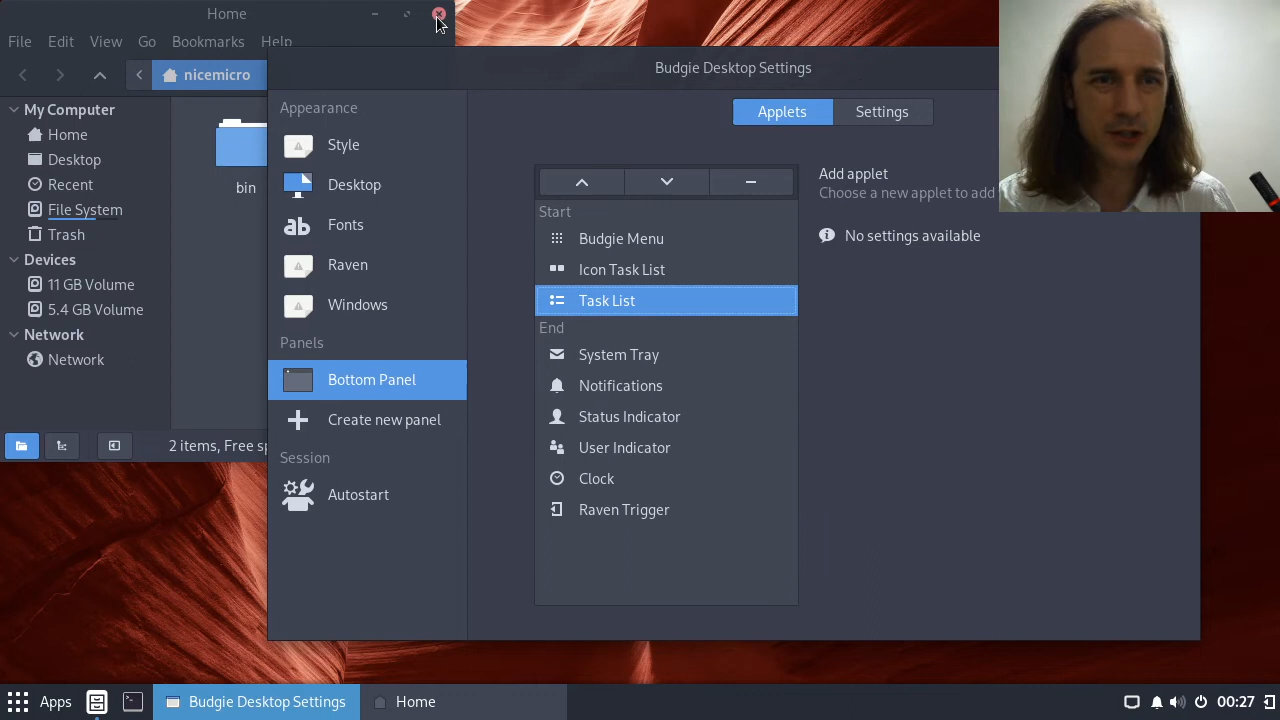 Home
File Edit View Go Bookmarks Help
nicemicro
My Computer
Home
Desktop
Recent
File System
Trash
Devices
11 GB Volume
5.4 GB Volume
Network
Network
bin
2 items, Free sp
Budgie Desktop Settings
Appearance
Style
Desktop
Fonts
Raven
Windows
Panels
Bottom Panel
Create new panel
Session
Autostart
Applets Settings
Start
Budgie Menu
Icon Task List
Task List
End
System Tray
Notifications
Status Indicator
User Indicator
Clock
Raven Trigger
Add applet
Choose a new applet to add
No settings available
Apps
Budgie Desktop Settings
Home
00:27